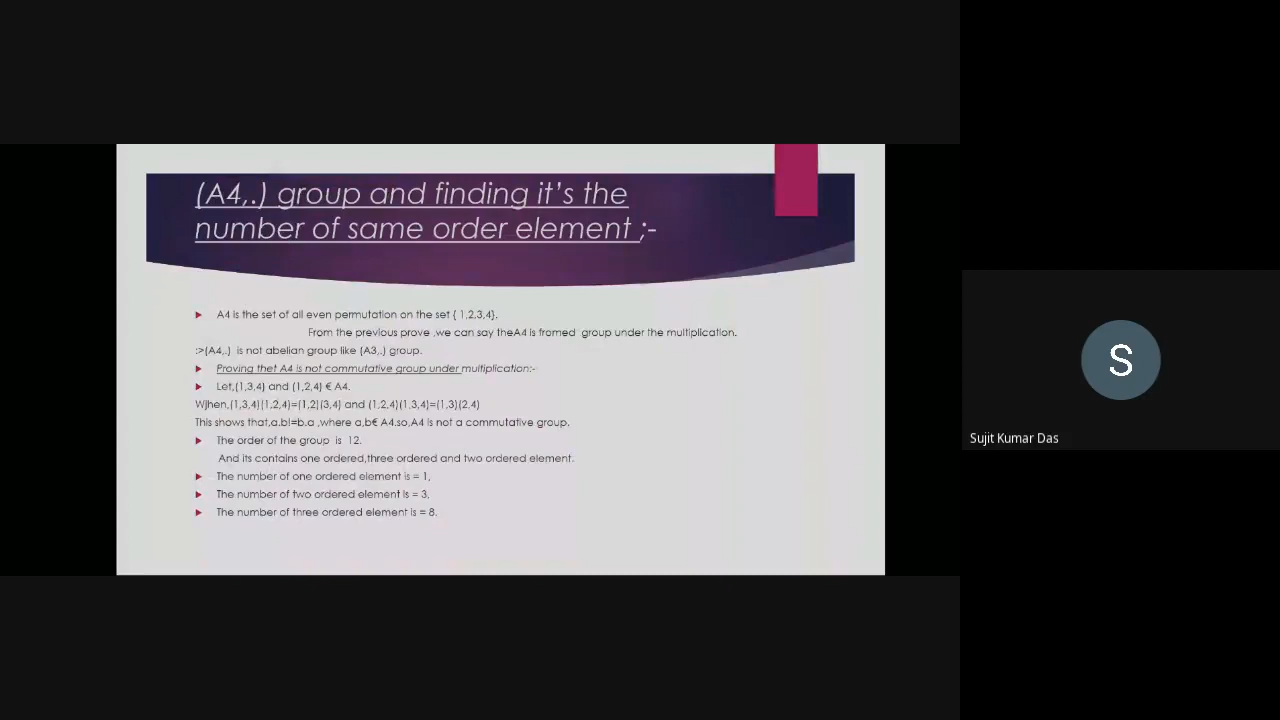 (A4,.) group and finding it's the
number of same order element ;-
A4 is the set of all even permutation on the set { 1,2,3,4}.
From the previous prove ,we can say theA4 is fromed group under the multiplication.
:>(A4,.) is not abelian group like (A3,.) group.
Proving thet A4 is not commutative group under multiplication:-
Let,(1,3,4) and (1,2,4) € A4.
Wjhen,(1,3,4)(1,2,4)=(1,2)(3,4) and (1,2,4)(1,3,4)=(1,3)(2,4)
This shows that,a.b!=b.a ,where a,b€ A4.so,A4 is not a commutative group.
The order of the group is 12.
And its contains one ordered,three ordered and two ordered element.
The number of one ordered element is = 1,
The number of two ordered element is = 3,
The number of three ordered element is = 8.
S
Sujit Kumar Das